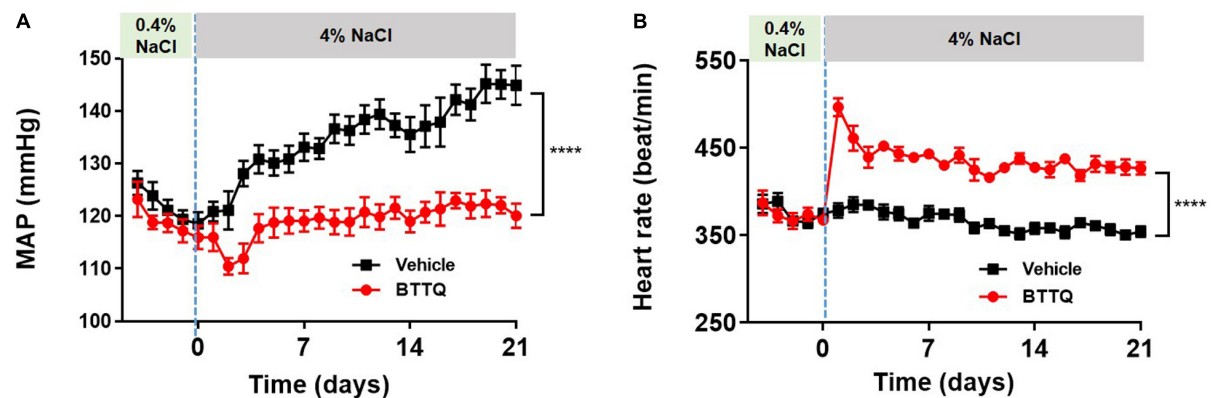 A
0.4%
NaCl
4% NaCl
150
140
130
120
110
100
MAP (mmHg)
****
Vehicle
BTTQ
0
7
14
21
Time (days)
B
0.4%
NaCl
4% NaCl
550
450
350
250
Heart rate (beat/min)
****
Vehicle
BTTQ
0
7
14
21
Time (days)